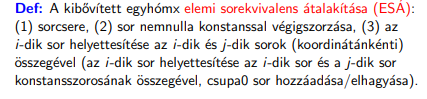 Def: A kibővített egyhómx elemi sorekvivalens átalakítása (ESÁ):
(1) sorcsere, (2) sor nemnulla konstanssal végigszorzása, (3) az
i-dik sor helyettesítése az i-dik és j-dik sorok (koordinátánkénti)
összegével (az i-dik sor helyettesítése az i-dik sor és a j-dik sor
konstansszorosának összegével, csupa0 sor hozzáadása/elhagyása).